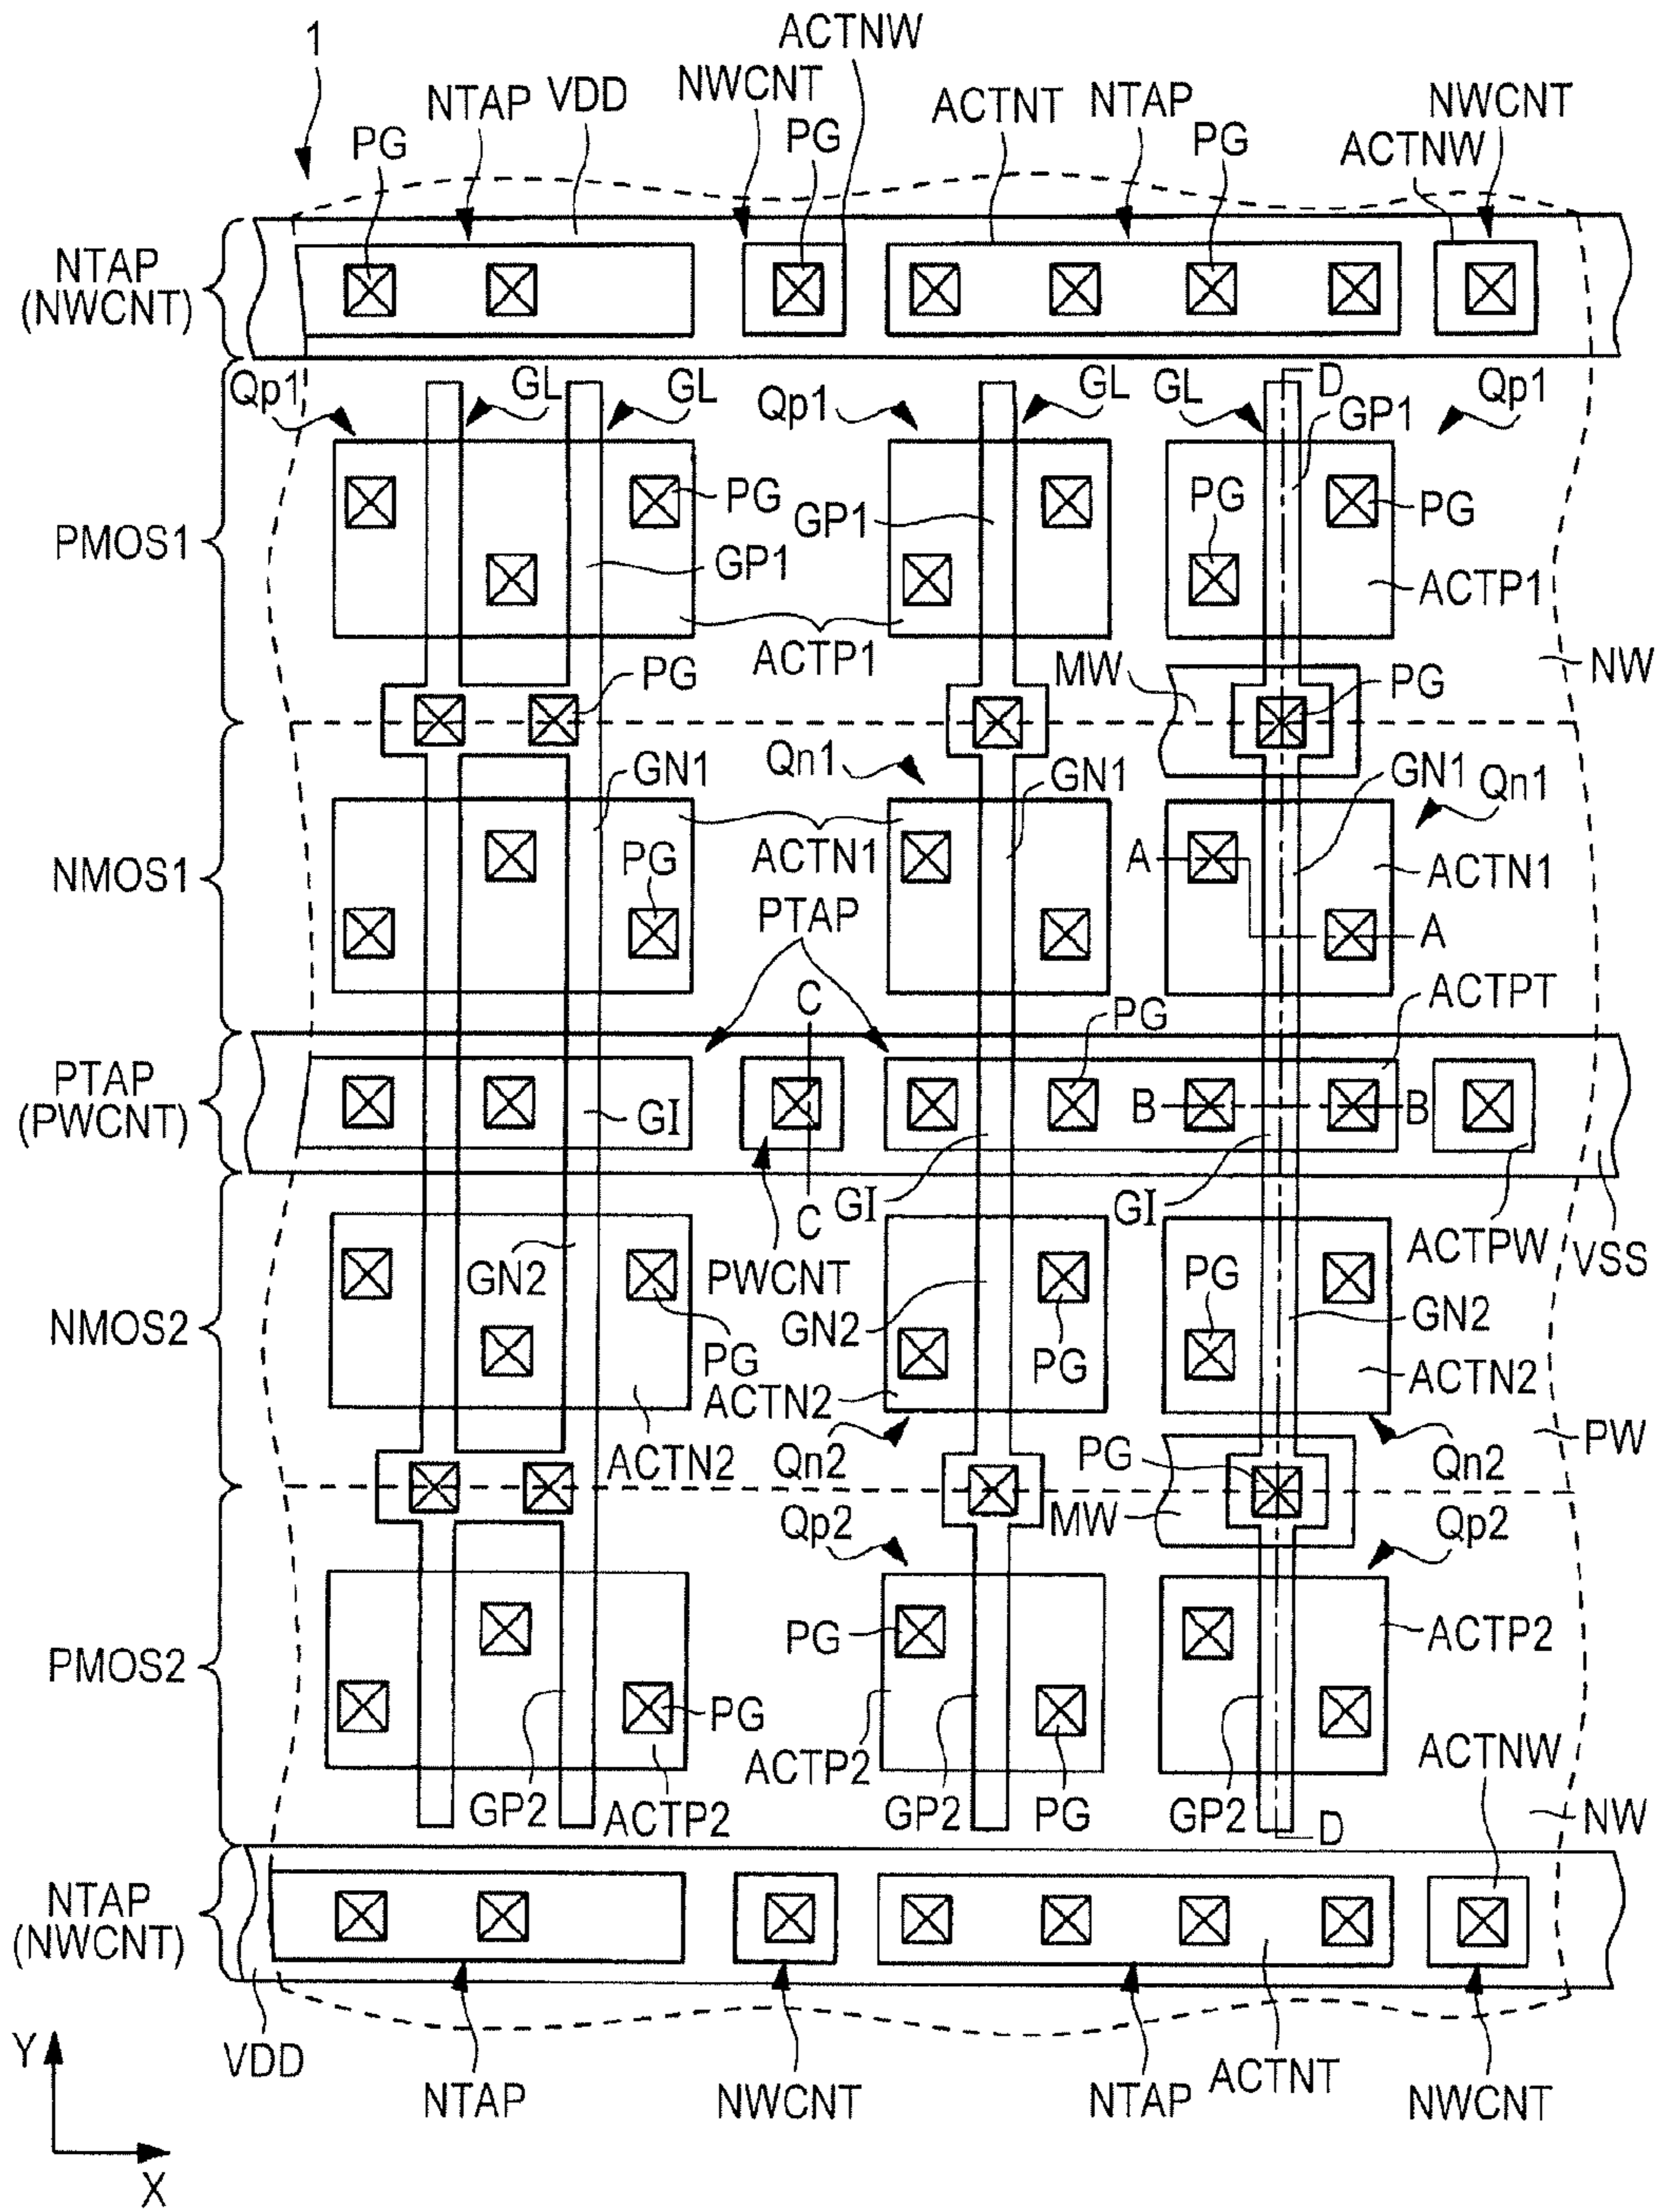 1
ACTNW
NWCNT
NTAP
VDD
PG
PG
ACTNT
NTAP
PG
NWCNT
ACTNW
NTAP
(NWCNT)
Qp1
GL
GL
Qp1
GL
GL
D
GP1
Qp1
PMOS1
PG
GP1
GP1
PG
PG
ACTP1
ACTP1
PG
MW
PG
NW
GN1
Qn1
GN1
GN1
Qn1
NMOS1
ACTN1
PG
A
ACTN1
PTAP
A
C
PG
ACTPT
PTAP
(PWCNT)
GI
B
B
C
GI
GI
ACTPW
VSS
GN2
PWCNT
PG
NMOS2
GN2
GN2
PG
PG
ACTN2
ACTN2
ACTN2
Qn2
PG
Qn2
PW
Qp2
MW
Qp2
PMOS2
PG
ACTP2
PG
ACTP2
ACTNW
GP2
ACTP2
GP2
PG
GP2
D
NW
NTAP
(NWCNT)
Y
VDD
NTAP
NWCNT
NTAP
ACTNT
NWCNT
X